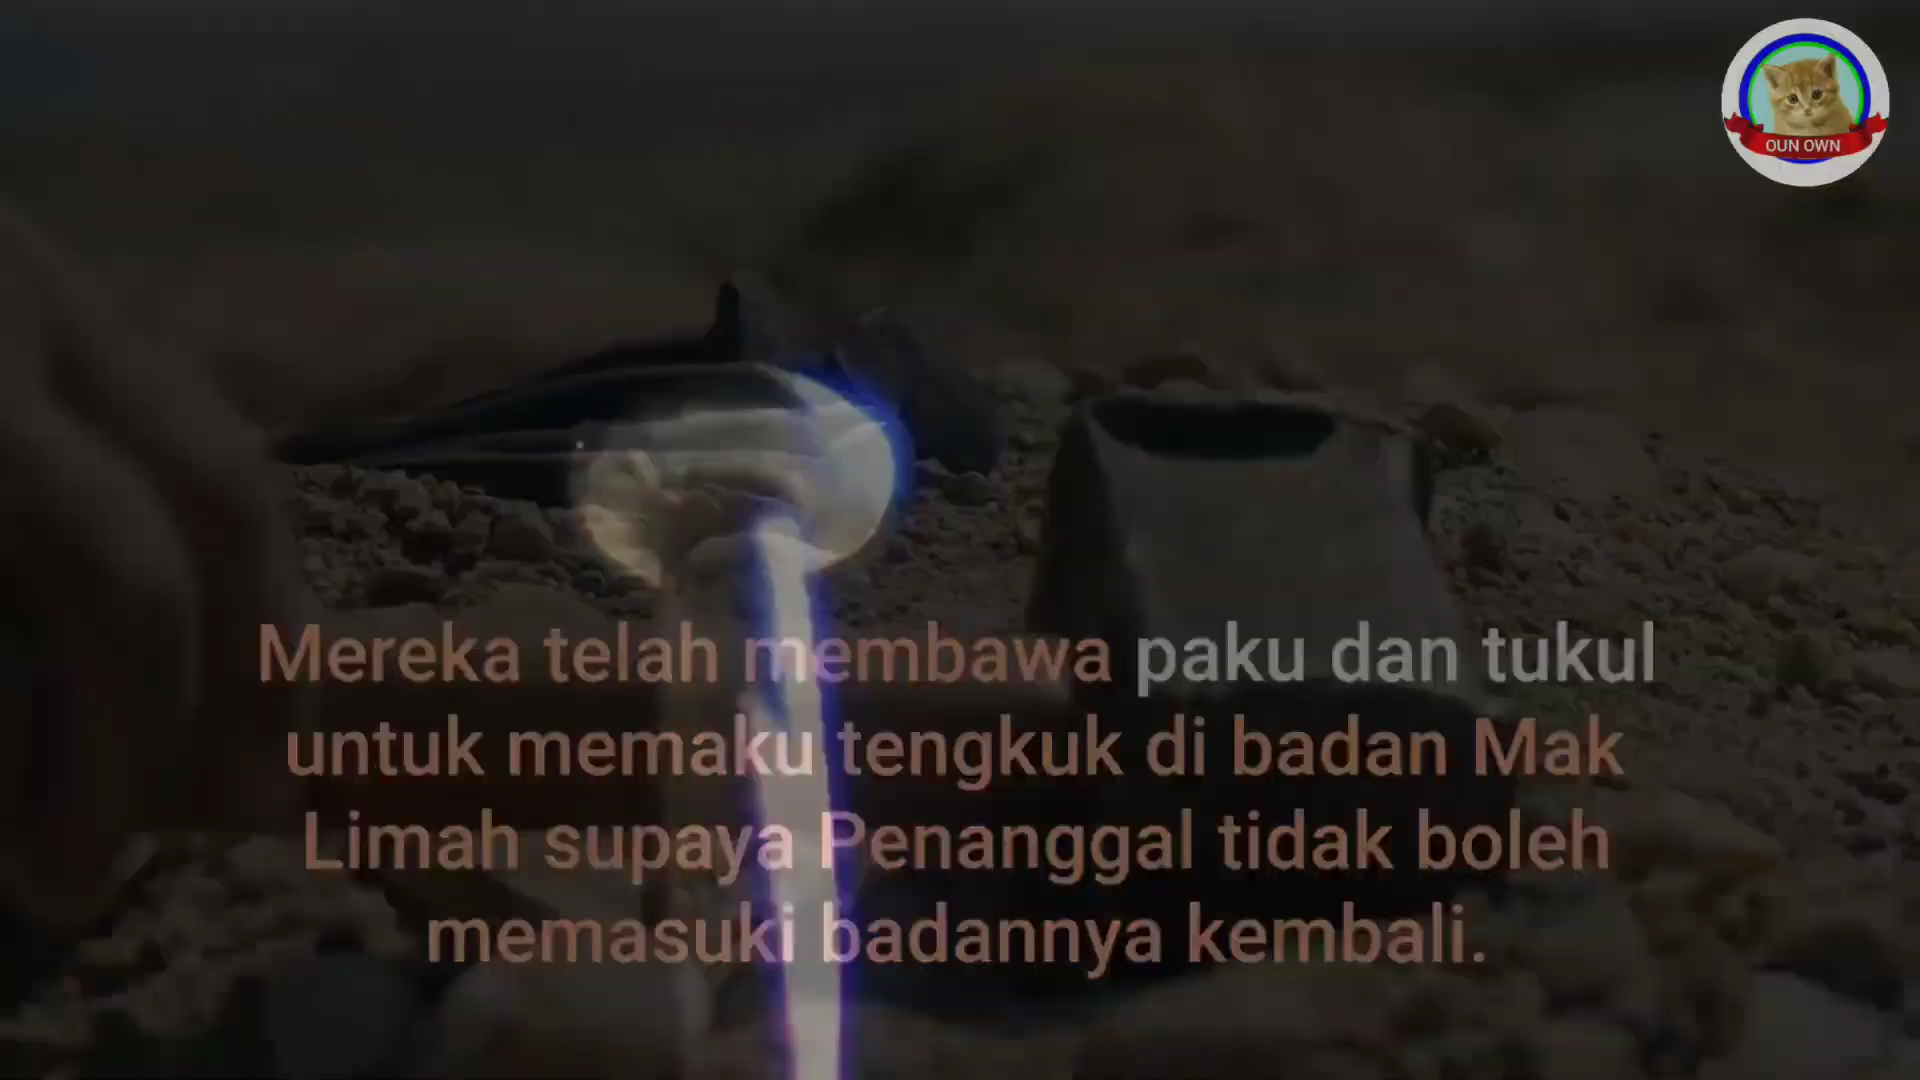 OUN OWN
Mereka telah membawa paku dan tukul
untuk memaku tengkuk di badan Mak
Limah supaya Penanggal tidak boleh
memasuki badannya kembali.